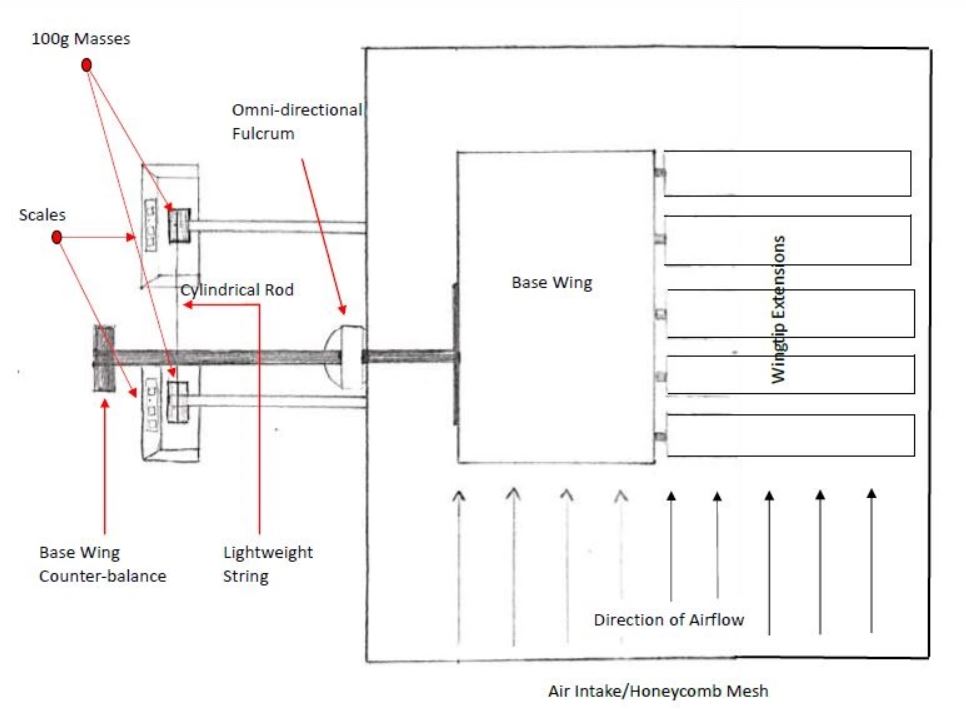 100g Masses
Omni-directional
Fulcrum
Scales
Cylindrical Rod
Base Wing
Wingtip Extensions
Base Wing
Counter-balance
Lightweight
String
Direction of Airflow
Air Intake/Honeycomb Mesh